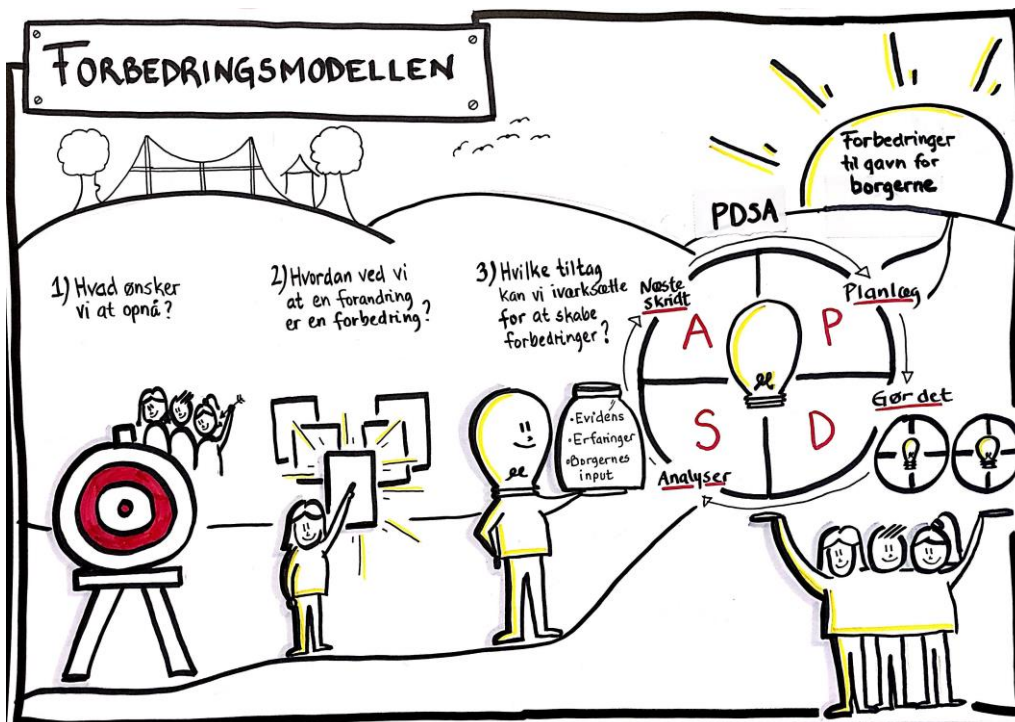 FORBEDRINGSMODELLEN
Forbedringer
til gavn for
borgerne
1) Hvad ønsker
vi at opnå?
2) Hvordan ved vi
at en forandring
er en forbedring?
3) Hvilke tiltag
kan vi iværksætte
for at skabe
forbedringer?
• Evidens
• Erfaringer
• Borgernes
input
PDSA
Næste
skridt
Planlæg
A
P
Gør det
S
D
Analyser